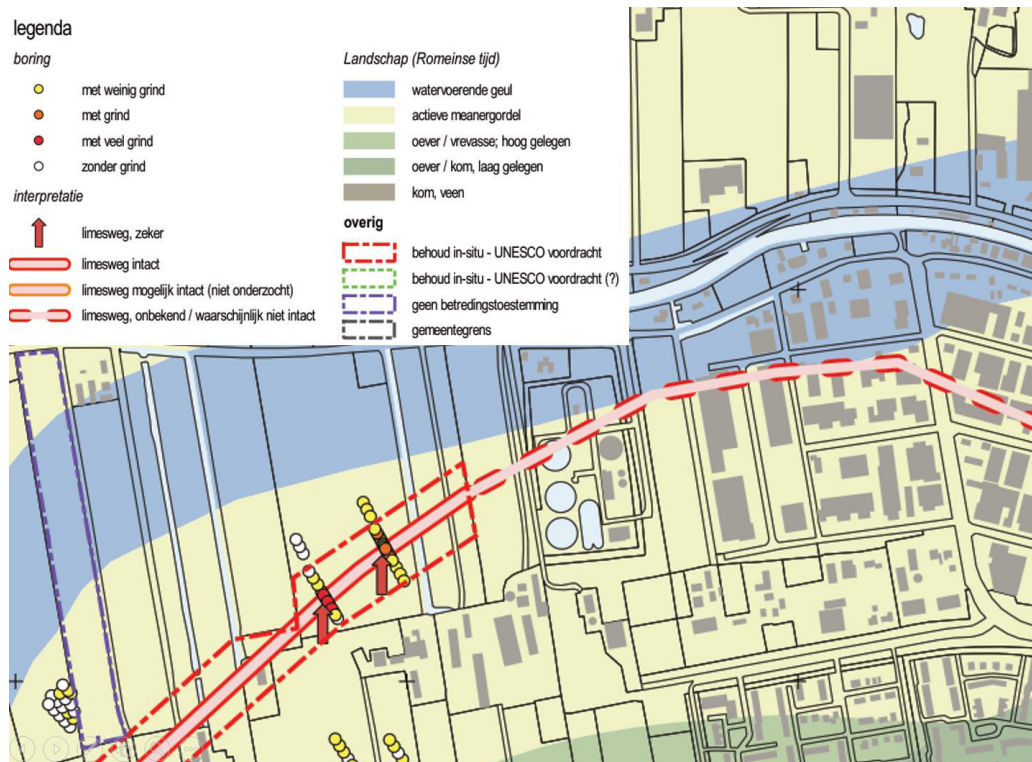 legenda
boring
met weinig grind
met grind
met veel grind
zonder grind
interpretatie
limesweg, zeker
limesweg intact
limesweg mogelijk intact (niet onderzocht)
limesweg, onbekend / waarschijnlijk niet intact
Landschap (Romeinse tijd)
watervoerende geul
actieve meanergordel
oever / vrevasse; hoog gelegen
oever / kom, laag gelegen
kom, veen
overig
behoud in-situ - UNESCO voordracht
behoud in-situ - UNESCO voordracht (?)
geen betredingstoestemming
gemeentegrens